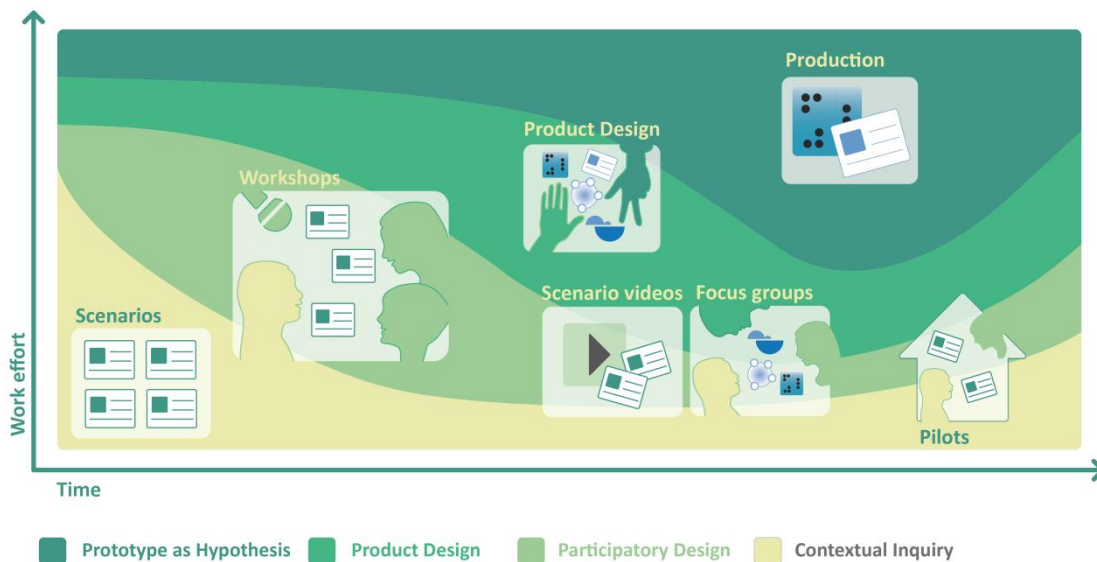 Production
Product Design
Workshops
Scenario videos
Focus groups
Scenarios
Pilots
Work effort
Time
Prototype as Hypothesis
Product Design
Participatory Design
Contextual Inquiry